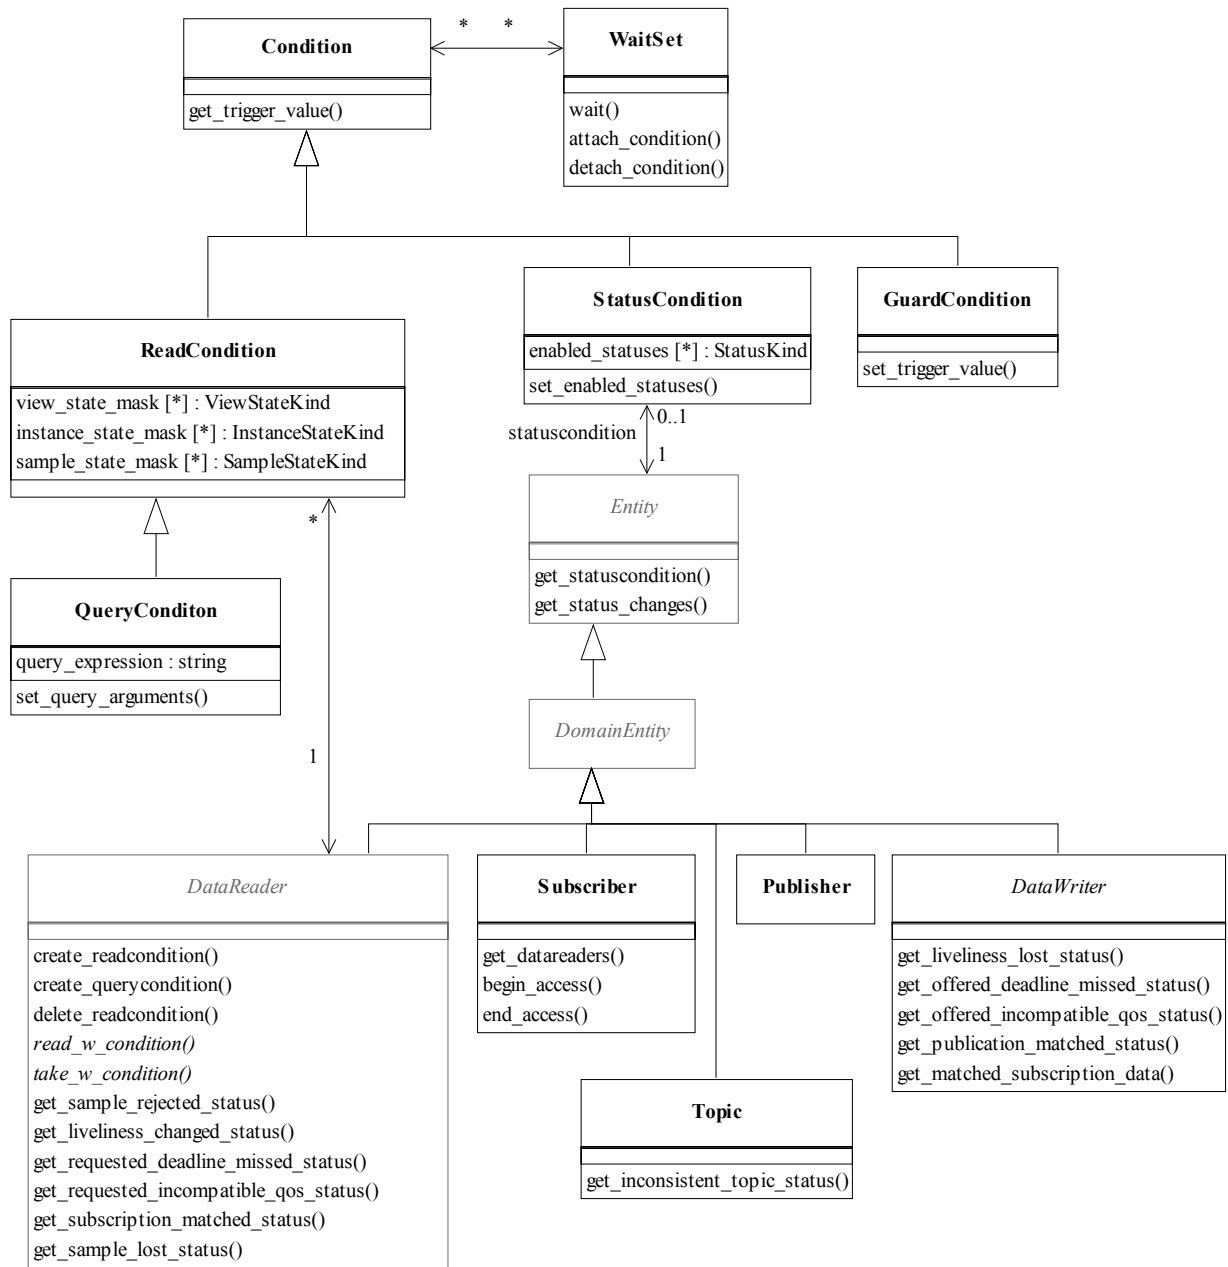 Condition
get_trigger_value()
* *
WaitSet
wait()
attach_condition()
detach_condition()
ReadCondition
view_state_mask [*] : ViewStateKind
instance_state_mask [*] : InstanceStateKind
sample_state_mask [*] : SampleStateKind
StatusCondition
enabled_statuses [*] : StatusKind
set_enabled_statuses()
GuardCondition
set_trigger_value()
0..1
statuscondition
1
Entity
get_statuscondition()
get_status_changes()
*
QueryConditon
query_expression : string
set_query_arguments()
1
DomainEntity
DataReader
create_readcondition()
create_querycondition()
delete_readcondition()
read_w_condition()
take_w_condition()
get_sample_rejected_status()
get_liveliness_changed_status()
get_requested_deadline_missed_status()
get_requested_incompatible_qos_status()
get_subscription_matched_status()
get_sample_lost_status()
Subscriber
get_datareaders()
begin_access()
end_access()
Publisher
DataWriter
get_liveliness_lost_status()
get_offered_deadline_missed_status()
get_offered_incompatible_qos_status()
get_publication_matched_status()
get_matched_subscription_data()
Topic
get_inconsistent_topic_status()